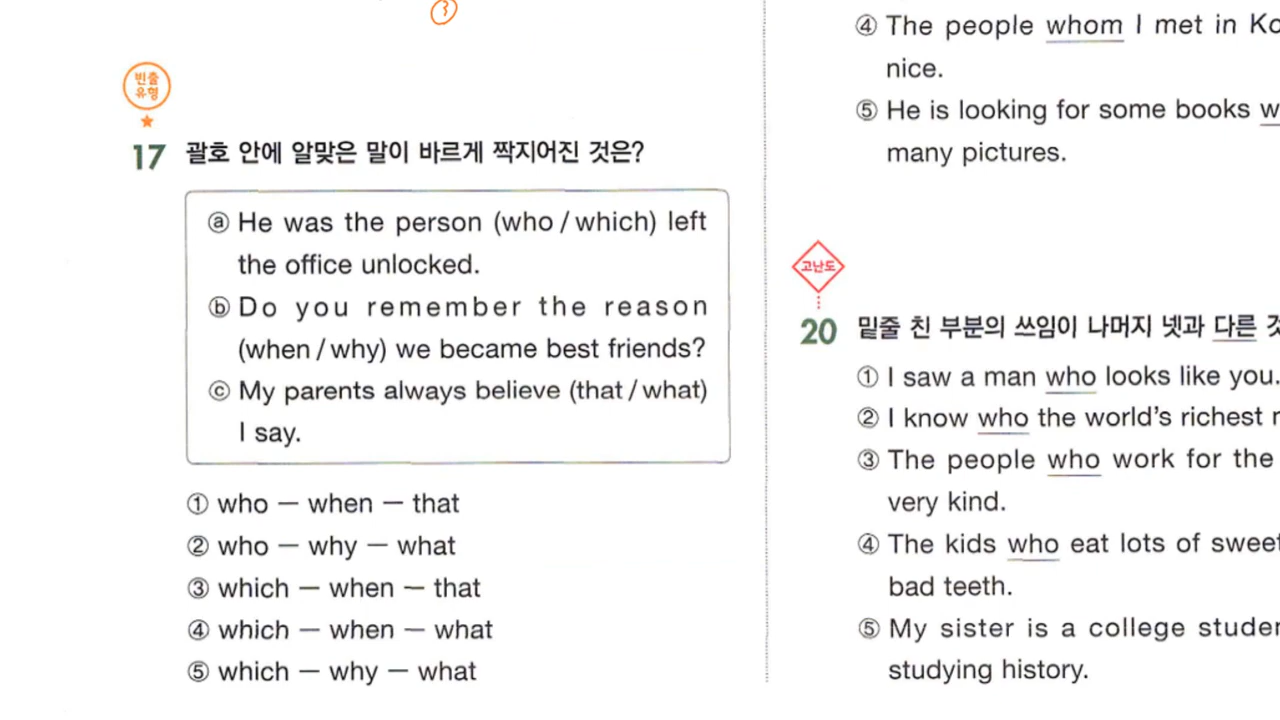 ③
빈출
유형
17 괄호 안에 알맞은 말이 바르게 짝지어진 것은?
ⓐ He was the person (who / which) left
the office unlocked.
ⓑ Do you remember the reason
(when / why) we became best friends?
ⓒ My parents always believe (that / what)
I say.
① who – when – that
② who – why – what
③ which – when – that
④ which – when – what
⑤ which – why – what
④ The people whom I met in
nice.
⑤ He is looking for some books
many pictures.
고난도
20 밑줄 친 부분의 쓰임이 나머지 넷과 다른
① I saw a man who looks like you.
② I know who the world's richest
③ The people who work for the
very kind.
④ The kids who eat lots of
bad teeth.
⑤ My sister is a college
studying history.